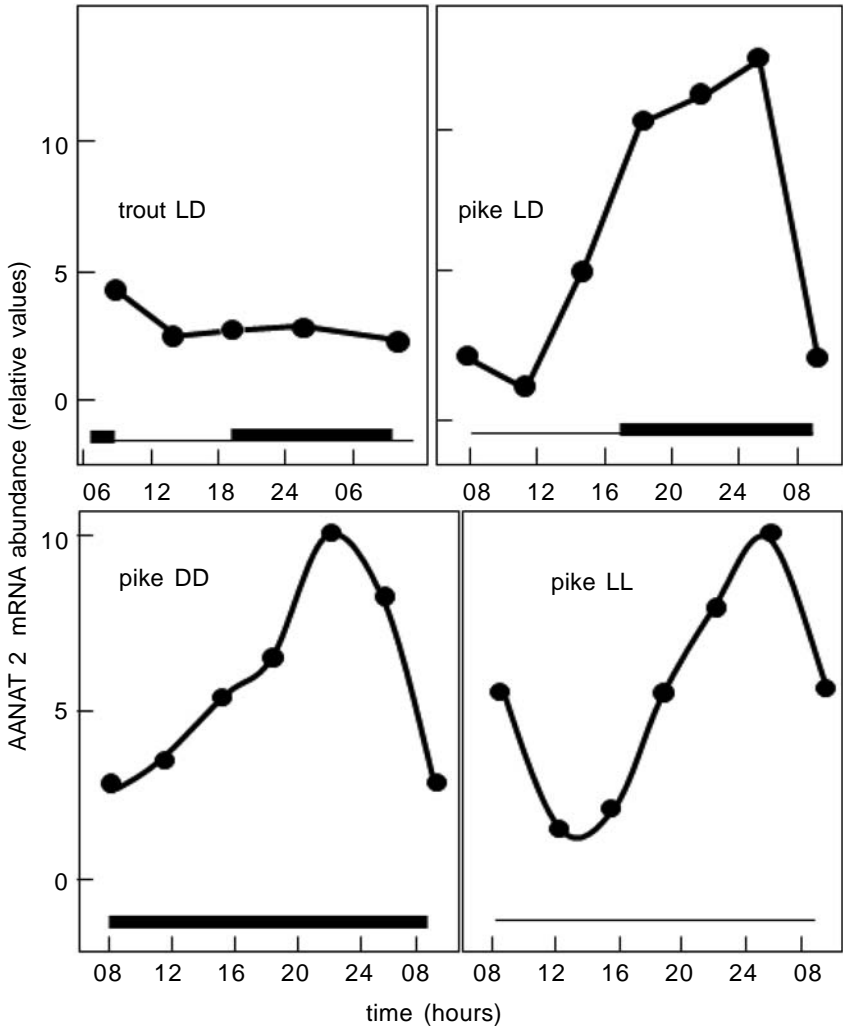 10
5
0
trout LD
pike LD
06 12 18 24 06
08 12 16 20 24 08
AANAT 2 mRNA abundance (relative values)
10
5
0
pike DD
pike LL
08 12 16 20 24 08
08 12 16 20 24 08
time (hours)